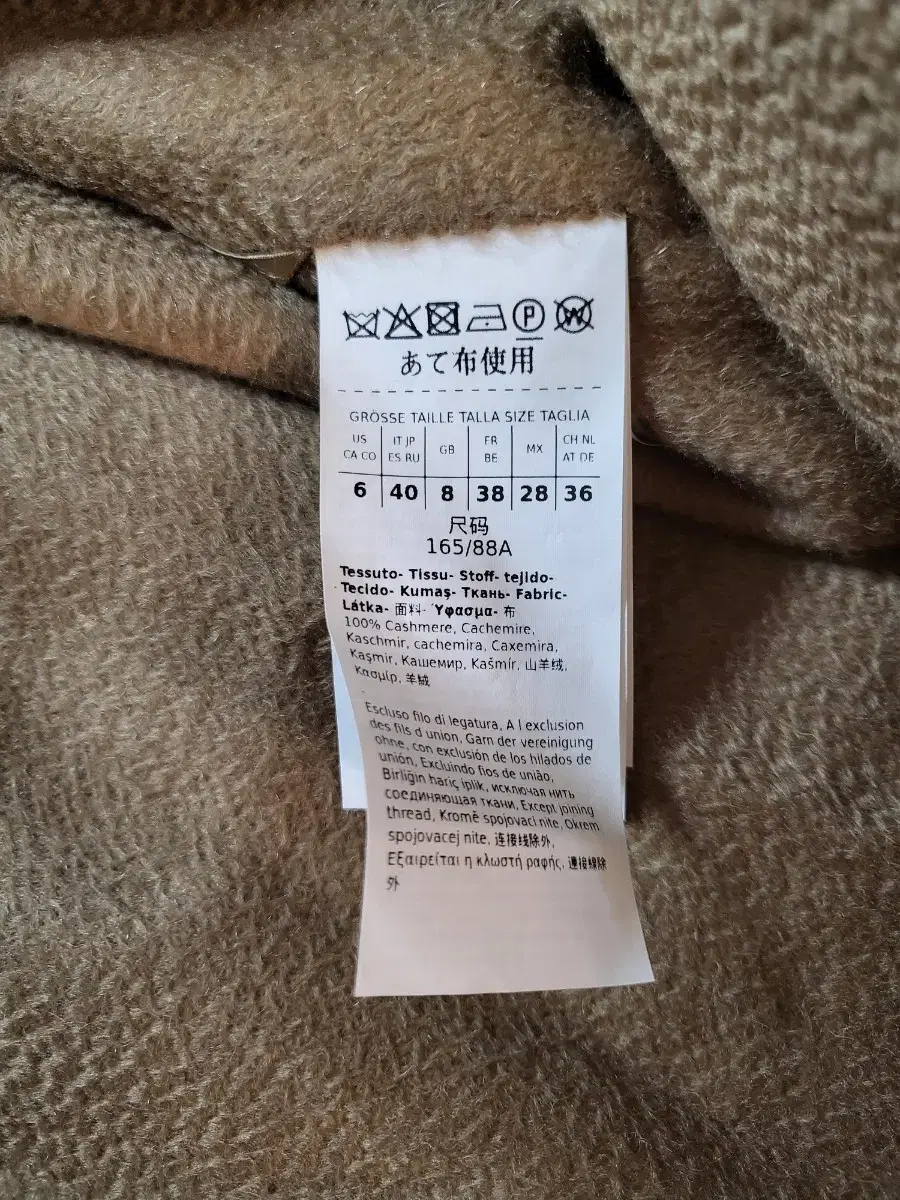 P W
あて布使用
GRÖSSE TAILLE TALLA SIZE TAGLIA
US CA CO IT JP ES RU GB FR BE MX CH NL AT DE
6 40 8 38 28 36
尺码
165/88A
Tessuto- Tissu- Stoff- tejido-
Tecido- Kumaş- Ткань- Fabric-
Látka- 面料- Ύφασμα- 布
100% Cashmere, Cachemire,
Kaschmir, cachemira, Caxemira,
Kaşmir, Кашемир, Kašmír, 山羊绒,
Κασμίρ, 羊絨
Escluso filo di legatura, A l exclusion
des fils d union, Garn der vereinigung
ohne, con exclusión de los hilados de
unión, Excluindo fios de união,
Birliğin hariç iplik, исключая нить
соединяющая ткани, Except joining
thread, Kromě spojovací nite, Okrem
spojovacej nite, 连接线除外,
Εξαιρείται η κλωστή ραφής, 連接線除
外